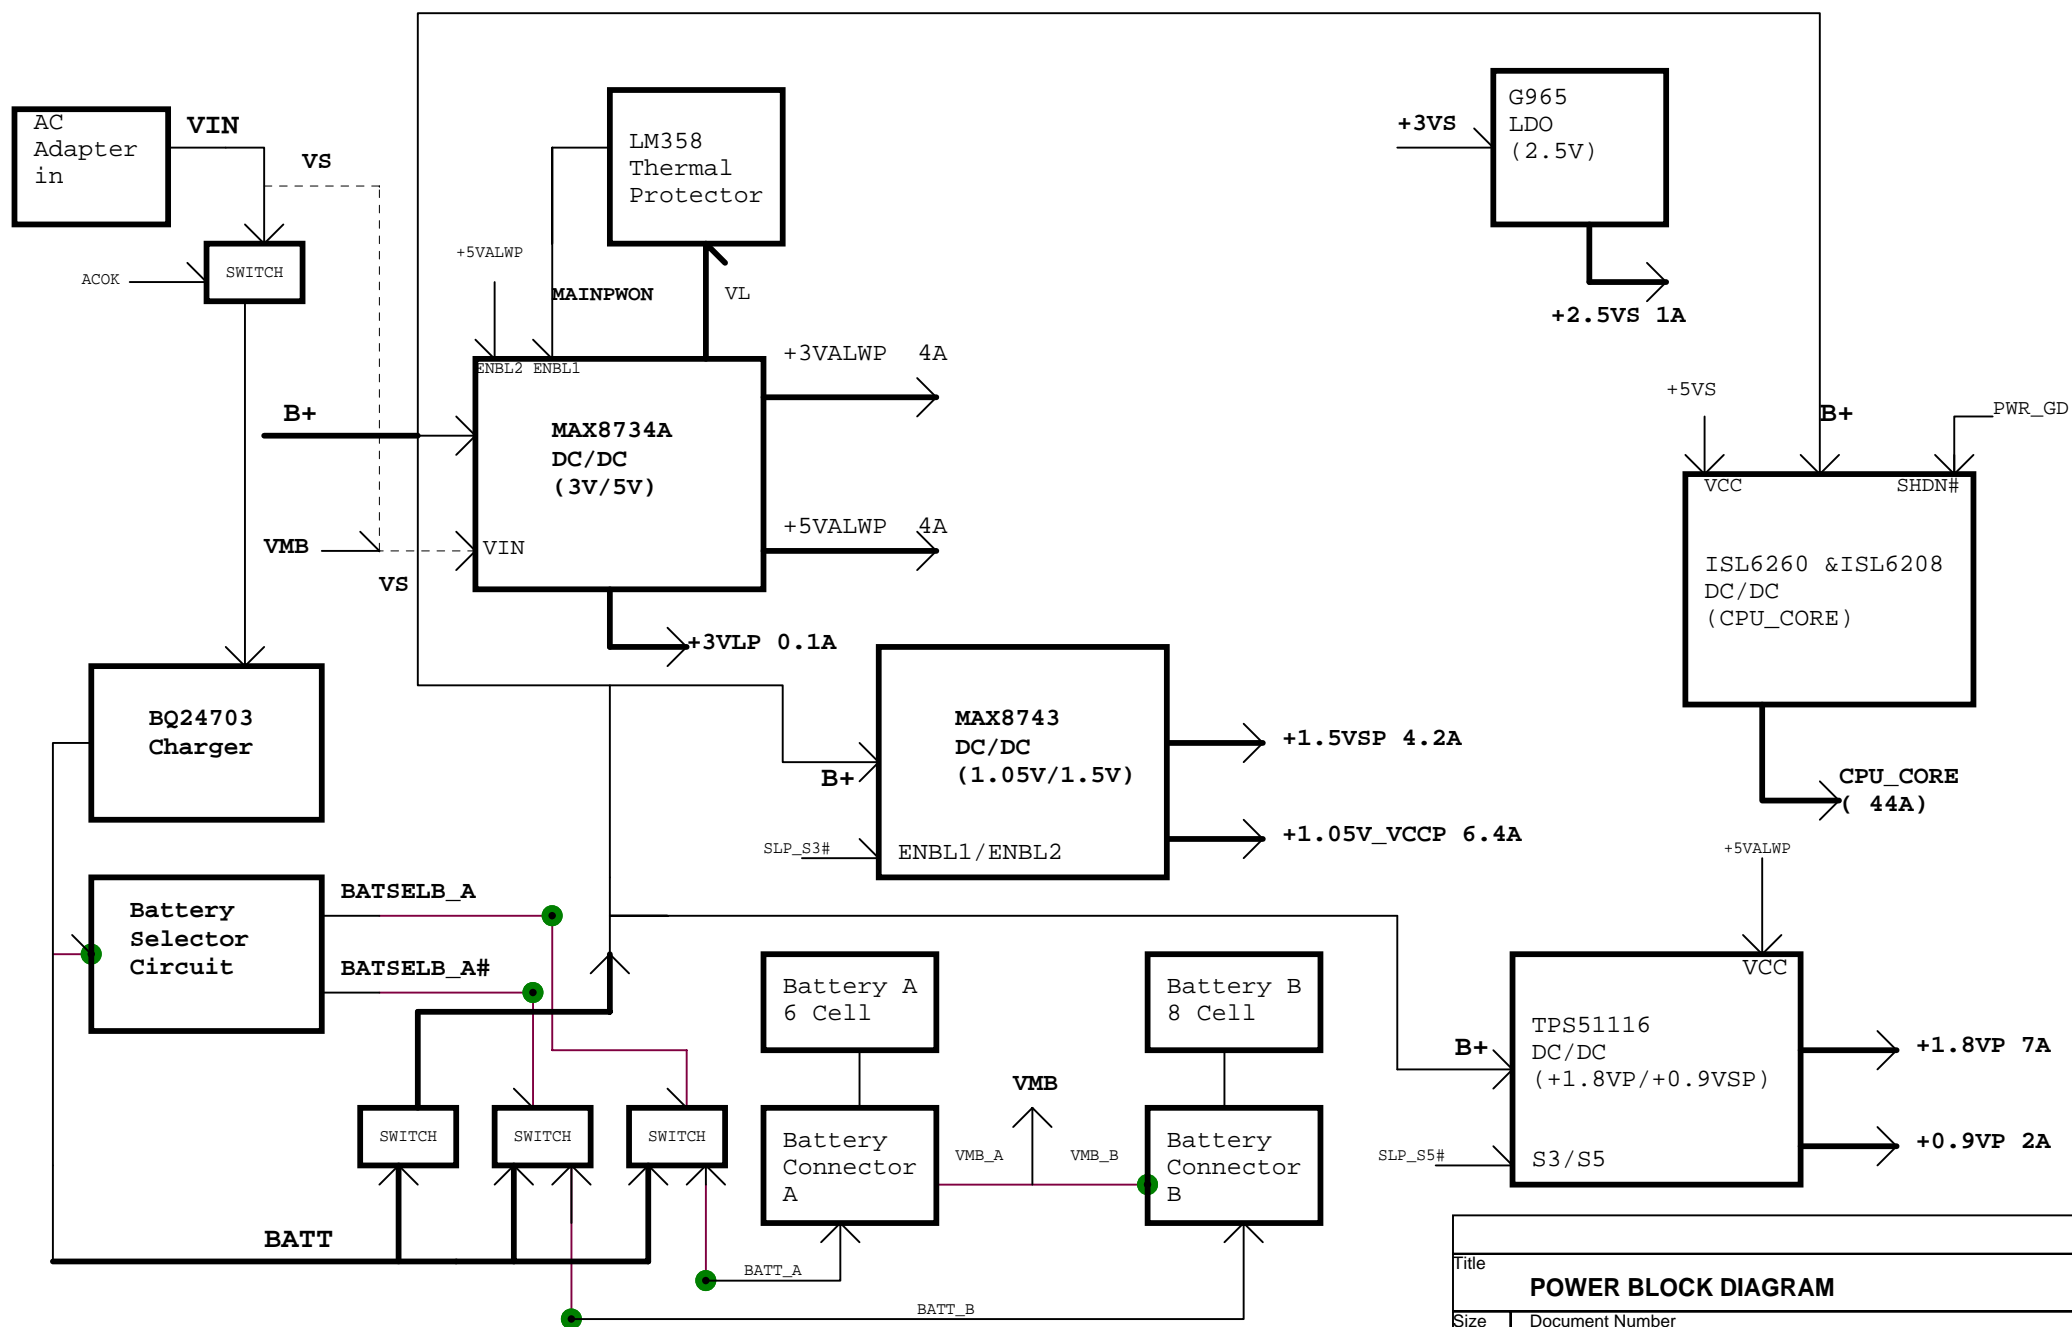 AC
Adapter
in
VIN
VS
ACOK
SWITCH
LM358
Thermal
Protector
+5VALWP
MAINPWON
VL
ENBL2 ENBL1
B+
MAX8734A
DC/DC
(3V/5V)
+3VALWP 4A
+5VALWP 4A
VMB
VIN
VS
+3VLP 0.1A
+3VS
G965
LDO
(2.5V)
+2.5VS 1A
+5VS
B+
PWR_GD
VCC
SHDN#
ISL6260 &ISL6208
DC/DC
(CPU_CORE)
CPU_CORE
( 44A)
BQ24703
Charger
MAX8743
DC/DC
(1.05V/1.5V)
B+
SLP_S3#
ENBL1/ENBL2
+1.5VSP 4.2A
+1.05V_VCCP 6.4A
Battery
Selector
Circuit
BATSELB_A
BATSELB_A#
SWITCH
SWITCH
SWITCH
BATT
Battery A
6 Cell
Battery B
8 Cell
VMB
Battery
Connector
A
VMB_A
VMB_B
Battery
Connector
B
BATT_A
BATT_B
+5VALWP
VCC
TPS51116
DC/DC
(+1.8VP/+0.9VSP)
B+
SLP_S5#
S3/S5
+1.8VP 7A
+0.9VP 2A
Title
POWER BLOCK DIAGRAM
Size
Document Number